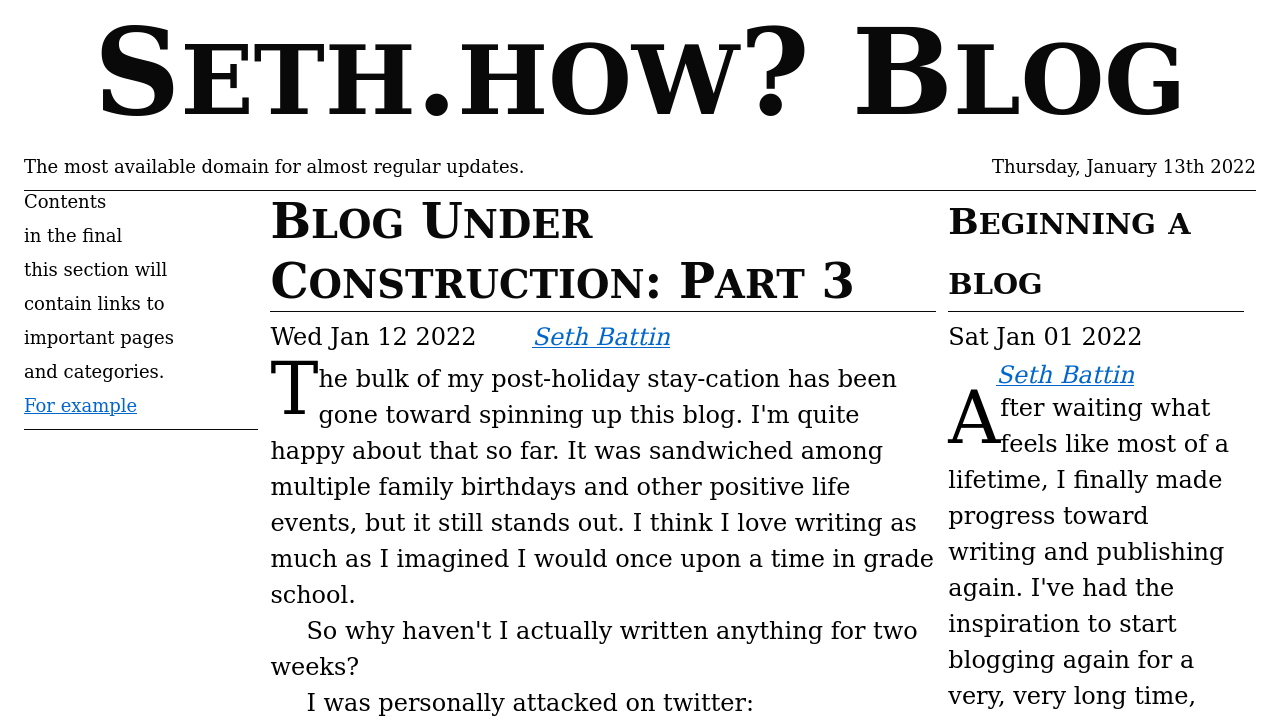 Seth.how? Blog
The most available domain for almost regular updates.
Thursday, January 13th 2022
Contents
in the final
this section will
contain links to
important pages
and categories.
For example
Blog Under
Construction: Part 3
Wed Jan 12 2022 Seth Battin
The bulk of my post-holiday stay-cation has been
gone toward spinning up this blog. I'm quite
happy about that so far. It was sandwiched among
multiple family birthdays and other positive life
events, but it still stands out. I think I love writing as
much as I imagined I would once upon a time in grade
school.
So why haven't I actually written anything for two
weeks?
I was personally attacked on twitter:
Beginning a
blog
Sat Jan 01 2022
Seth Battin
After waiting what
feels like most of a
lifetime, I finally made
progress toward
writing and publishing
again. I've had the
inspiration to start
blogging again for a
very, very long time,